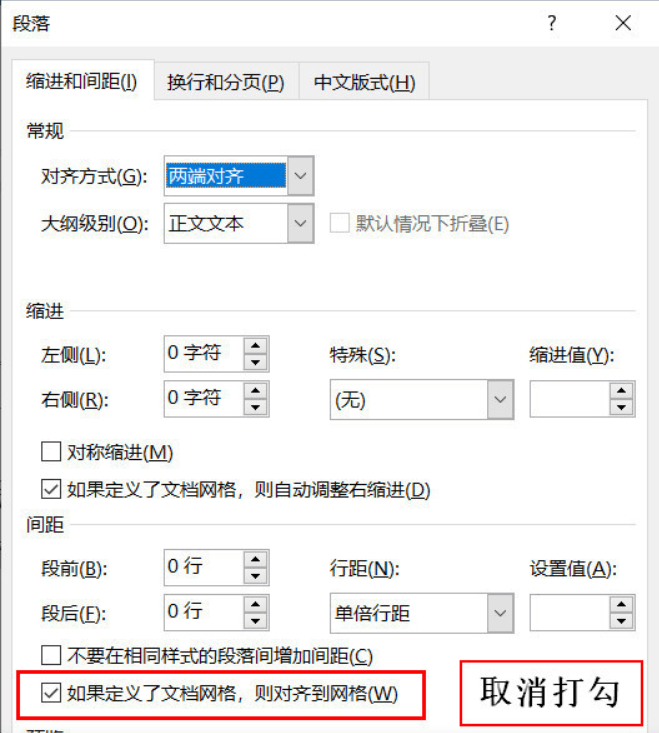 段落 ?
缩进和间距(I) 换行和分页(P) 中文版式(H)
常规
对齐方式(G): 两端对齐
大纲级别(O): 正文文本 默认情况下折叠(E)
缩进
左侧(L): 0 字符 特殊(S): 缩进值(Y):
右侧(R): 0 字符 (无)
对称缩进(M)
如果定义了文档网格，则自动调整右缩进(D)
间距
段前(B): 0 行 行距(N): 设置值(A):
段后(F): 0 行 单倍行距
不要在相同样式的段落间增加间距(C)
如果定义了文档网格，则对齐到网格(W) 取消打勾